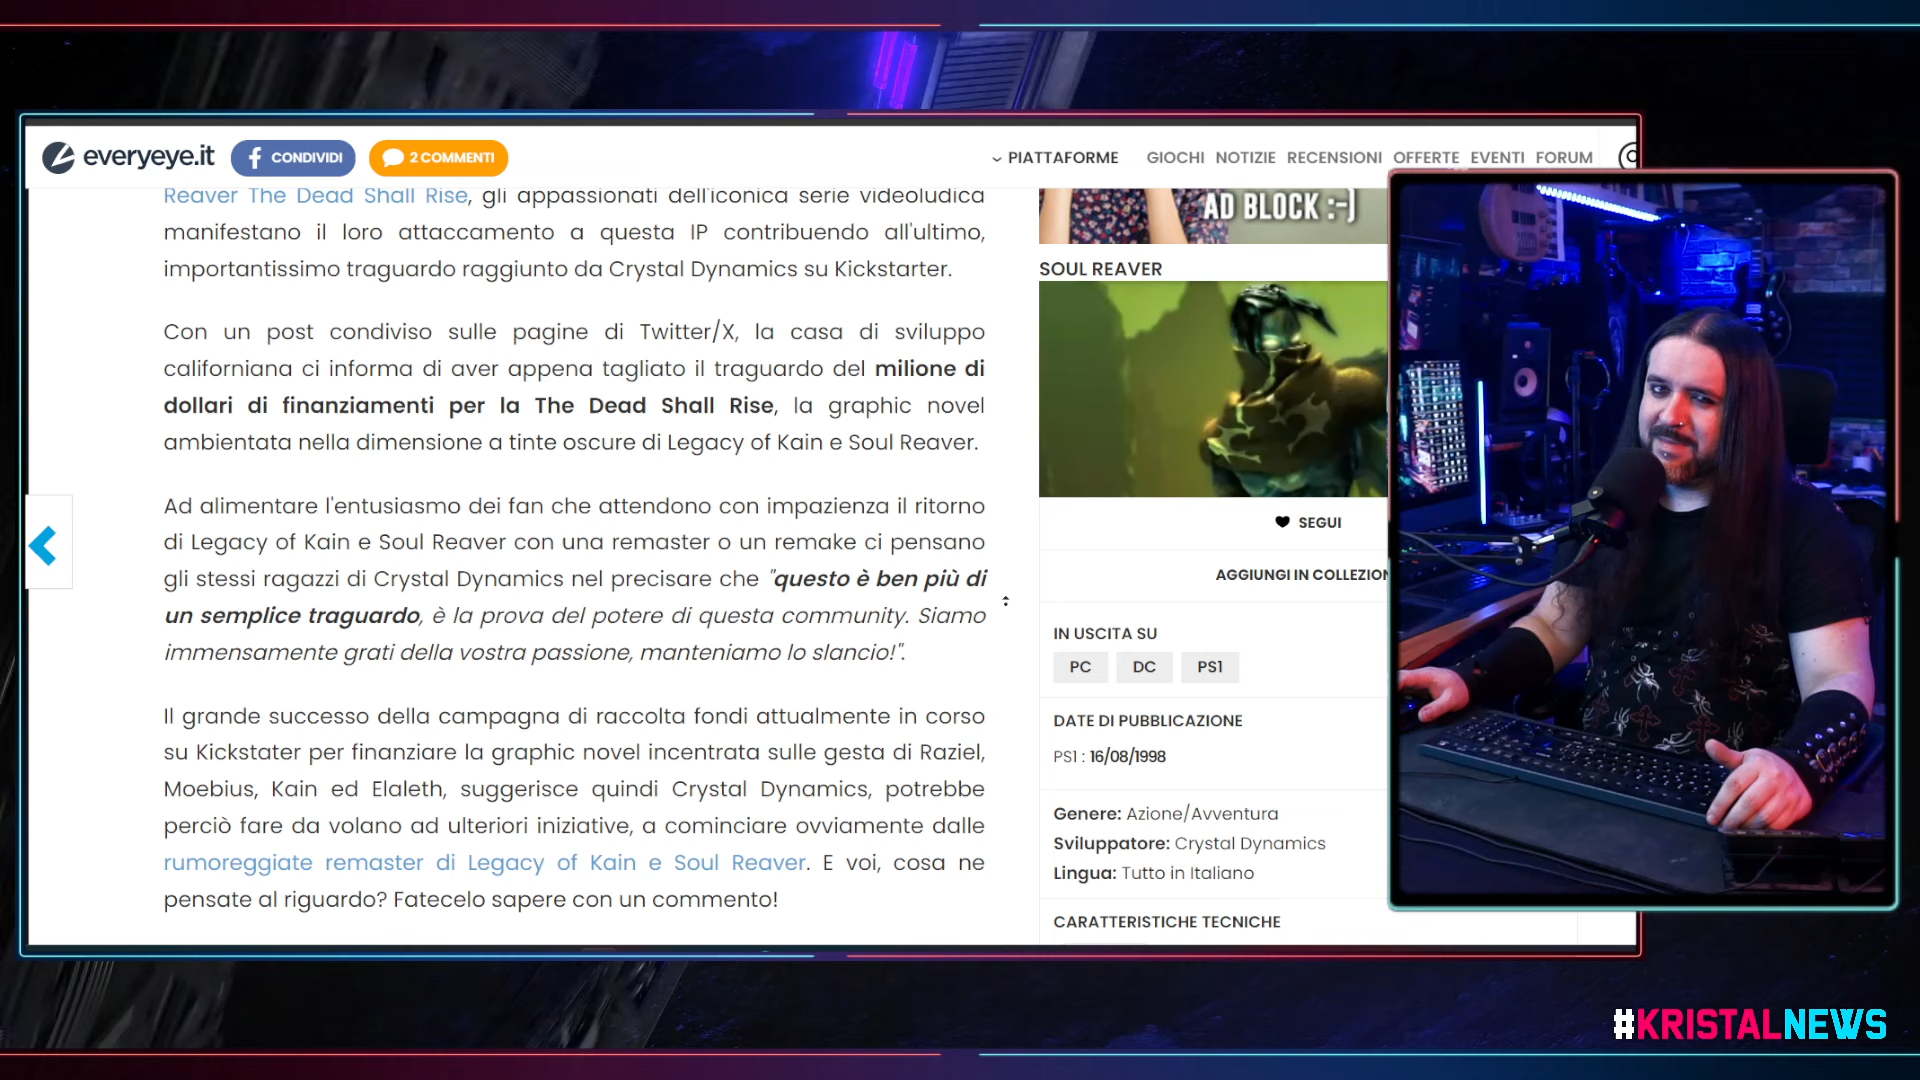 everyeye.it
CONDIVIDI
2 COMMENTI
PIATTAFORME
GIOCHI
NOTIZIE
RECENSIONI
OFFERTE
EVENTI
FORUM
Reaver The Dead Shall Rise, gli appassionati dell'iconica serie videoludica
manifestano il loro attaccamento a questa IP contribuendo all'ultimo,
importantissimo traguardo raggiunto da Crystal Dynamics su Kickstarter.
Con un post condiviso sulle pagine di Twitter/X, la casa di sviluppo
californiana ci informa di aver appena tagliato il traguardo del milione di
dollari di finanziamenti per la The Dead Shall Rise, la graphic novel
ambientata nella dimensione a tinte oscure di Legacy of Kain e Soul Reaver.
Ad alimentare l'entusiasmo dei fan che attendono con impazienza il ritorno
di Legacy of Kain e Soul Reaver con una remaster o un remake ci pensano
gli stessi ragazzi di Crystal Dynamics nel precisare che "questo è ben più di
un semplice traguardo, è la prova del potere di questa community. Siamo
immensamente grati della vostra passione, manteniamo lo slancio!".
Il grande successo della campagna di raccolta fondi attualmente in corso
su Kickstater per finanziare la graphic novel incentrata sulle gesta di Raziel,
Moebius, Kain ed Elaleth, suggerisce quindi Crystal Dynamics, potrebbe
perciò fare da volano ad ulteriori iniziative, a cominciare ovviamente dalle
rumoreggiate remaster di Legacy of Kain e Soul Reaver. E voi, cosa ne
pensate al riguardo? Fatecelo sapere con un commento!
AD BLOCK :-)
SOUL REAVER
SEGUI
AGGIUNGI IN COLLEZION
IN USCITA SU
PC
DC
PS1
DATE DI PUBBLICAZIONE
PS1 : 16/08/1998
Genere: Azione/Avventura
Sviluppatore: Crystal Dynamics
Lingua: Tutto in Italiano
CARATTERISTICHE TECNICHE
#KRISTALNEWS